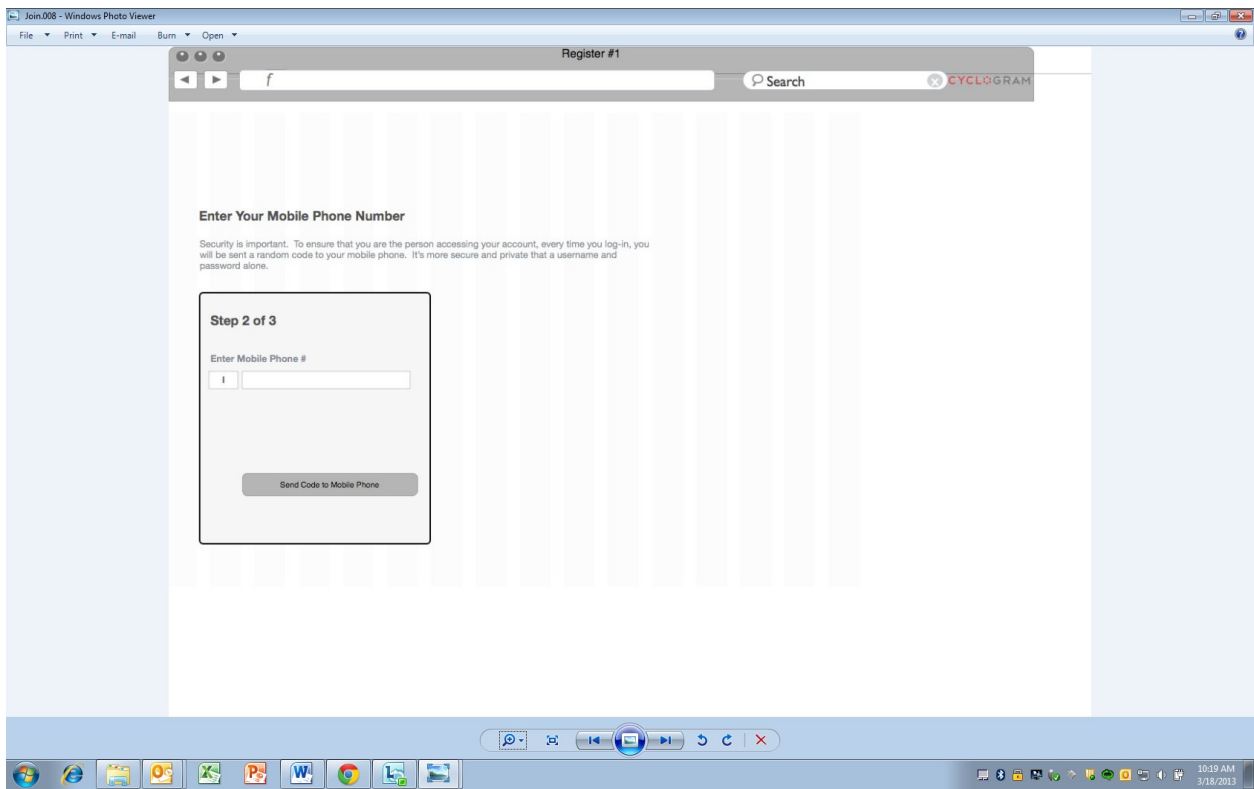 Join.008 - Windows Photo Viewer
File Print E-mail Burn Open
Register #1
f
Search
CYCLOGRAM
Enter Your Mobile Phone Number
Security is important. To ensure that you are the person accessing your account, every time you log-in, you
will be sent a random code to your mobile phone. It's more secure and private that a username and
password alone.
Step 2 of 3
Enter Mobile Phone #
I
Send Code to Mobile Phone
10:19 AM
3/18/2013